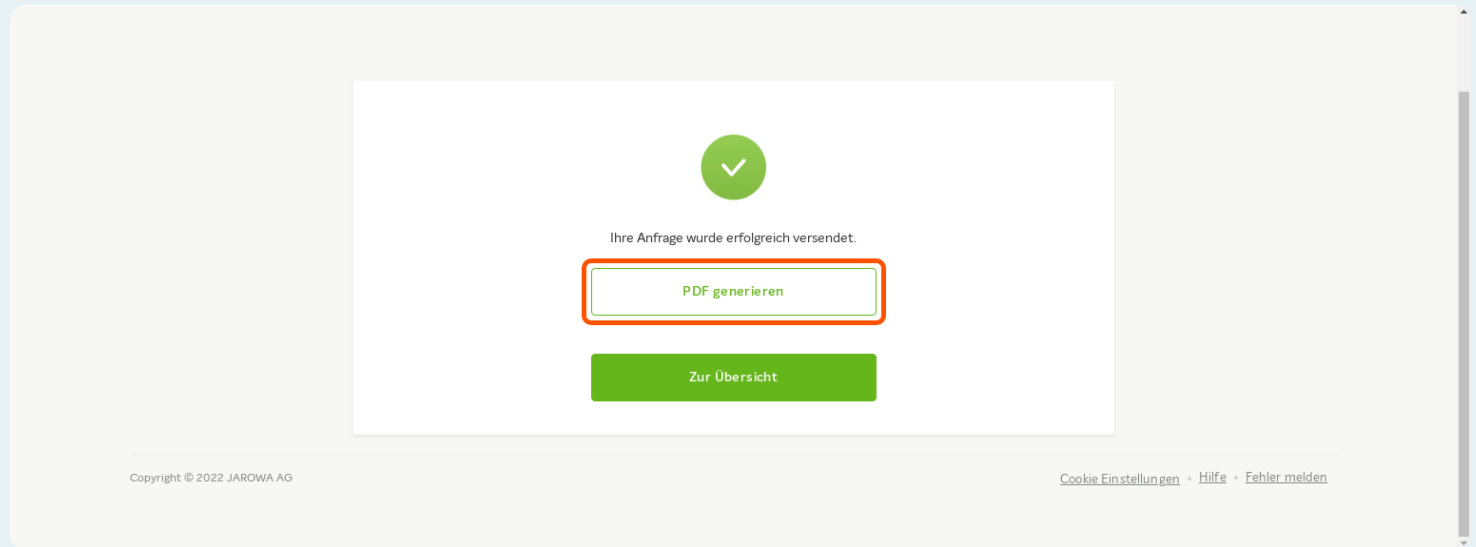 Ihre Anfrage wurde erfolgreich versendet.
PDF generieren
Zur Übersicht
Copyright © 2022 JAROWA AG
Cookie Einstellungen • Hilfe • Fehler melden